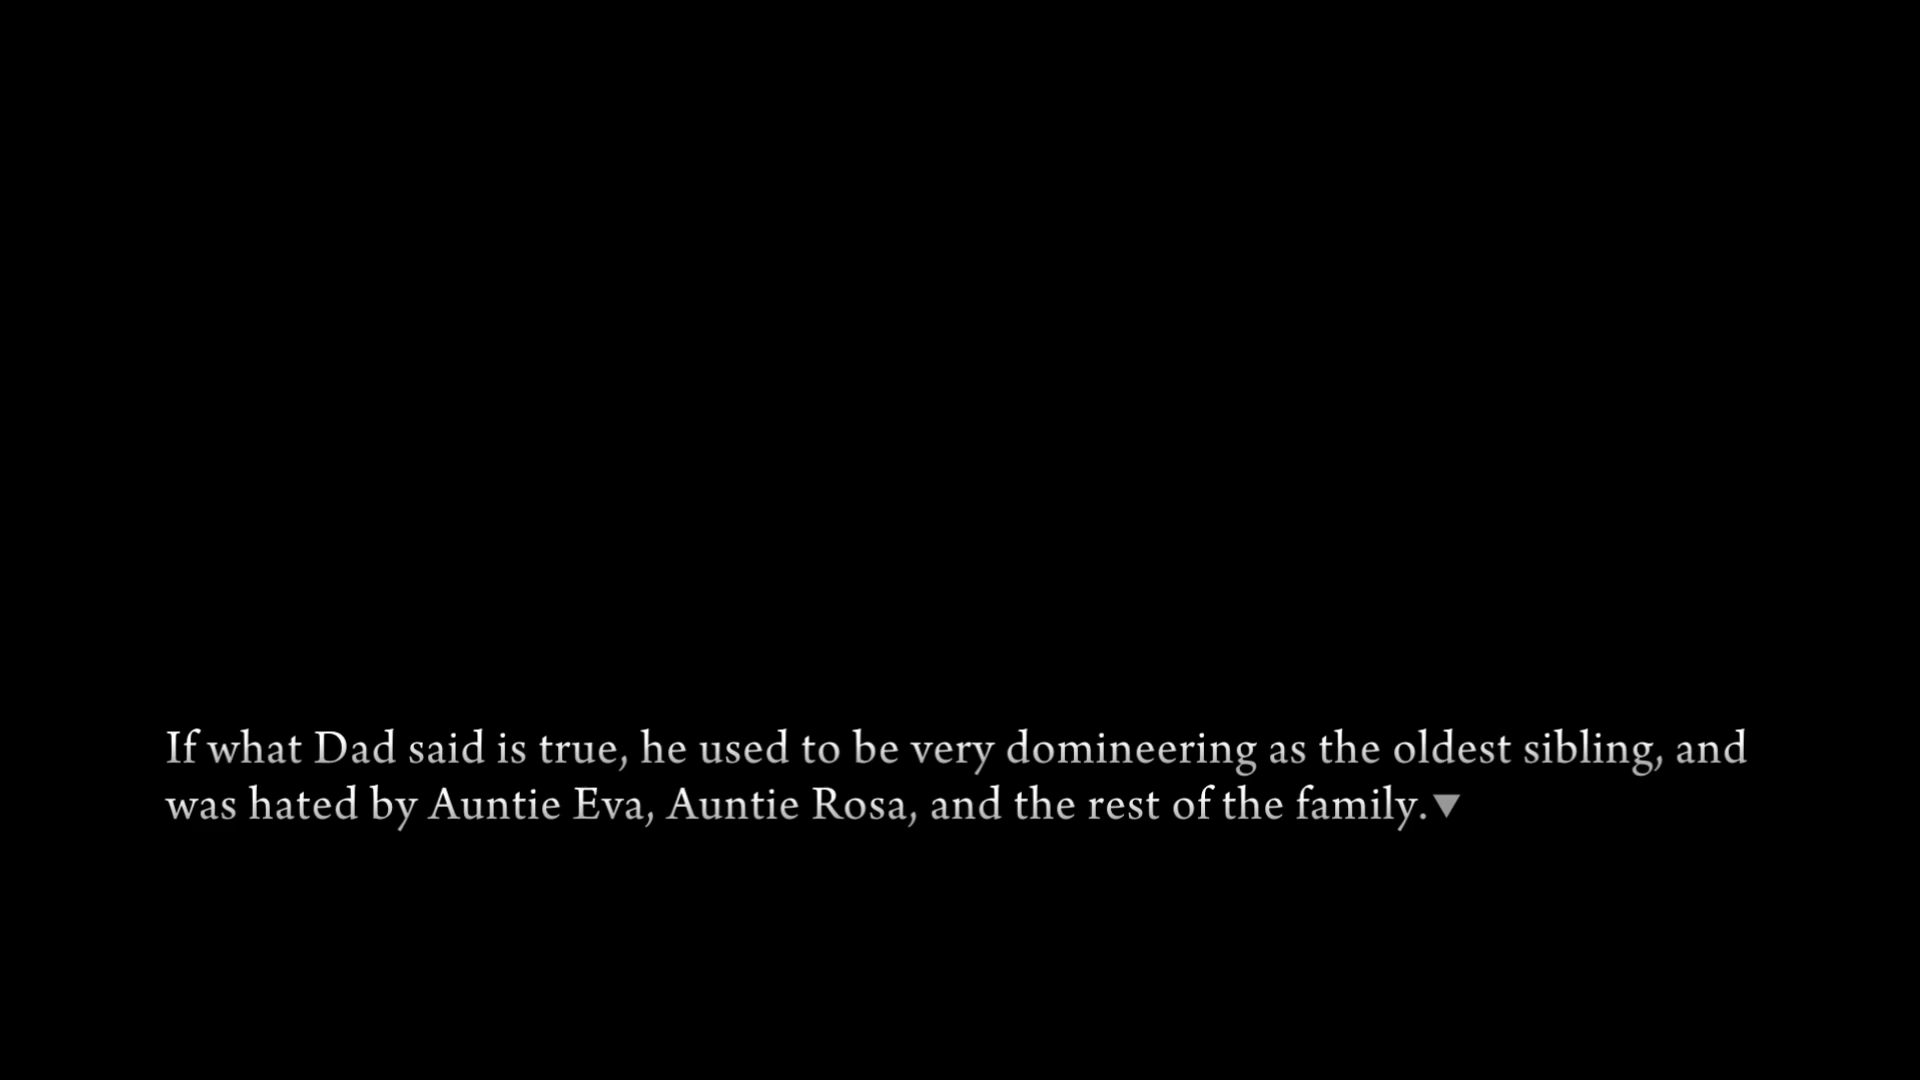 If what Dad said is true, he used to be very domineering as the oldest sibling, and
was hated by Auntie Eva, Auntie Rosa, and the rest of the family.